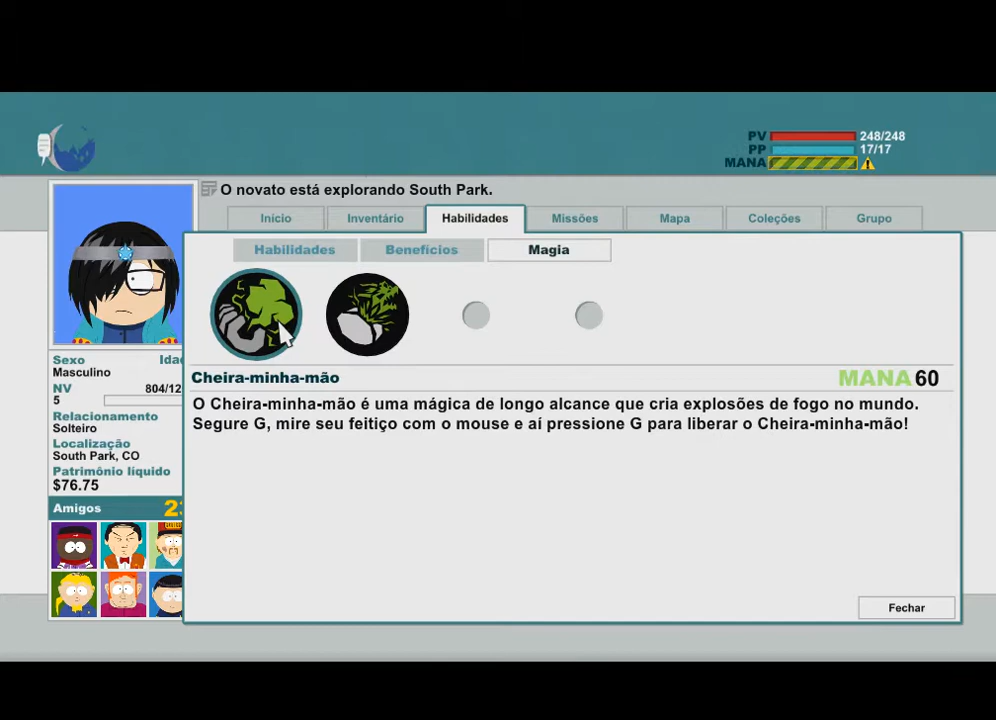 PV 248/248
PP 17/17
MANA
O novato está explorando South Park.
Início Inventário Habilidades Missões Mapa Coleções Grupo
Habilidades Benefícios Magia
Sexo
Masculino
NV 804/12
5
Relacionamento
Solteiro
Localização
South Park, CO
Patrimônio líquido
$76.75
Amigos
Cheira-minha-mão MANA 60
O Cheira-minha-mão é uma mágica de longo alcance que cria explosões de fogo no mundo.
Segure G, mire seu feitiço com o mouse e aí pressione G para liberar o Cheira-minha-mão!
Fechar